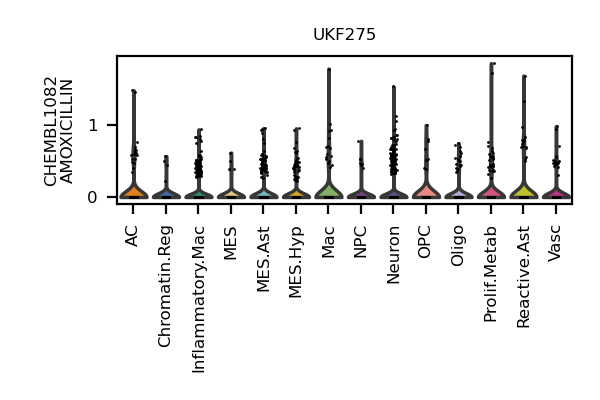 UKF275
CHEMBL1082
AMOXICILLIN
1
0
AC
Chromatin.Reg
Inflammatory.Mac
MES
MES.Ast
MES.Hyp
Mac
NPC
Neuron
OPC
Oligo
Prolif.Metab
Reactive.Ast
Vasc